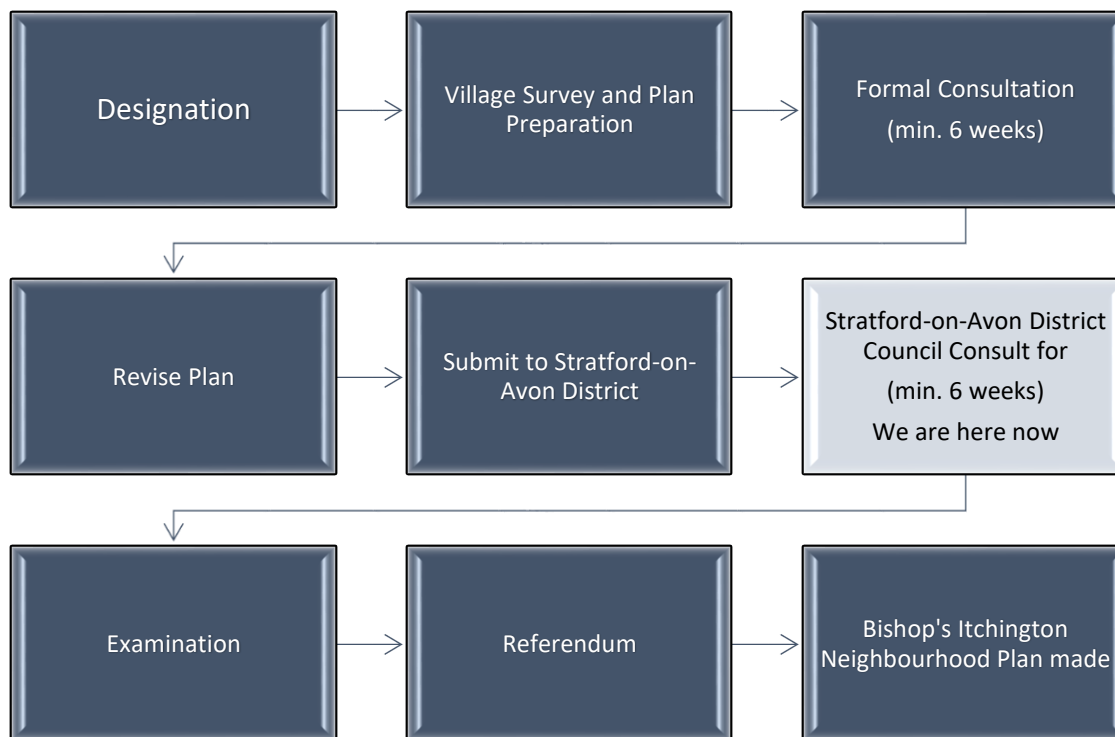 Designation
Village Survey and Plan
Preparation
Formal Consultation
(min. 6 weeks)
Revise Plan
Submit to Stratford-on-
Avon District
Stratford-on-Avon District
Council Consult for
(min. 6 weeks)
We are here now
Examination
Referendum
Bishop's Itchington
Neighbourhood Plan made